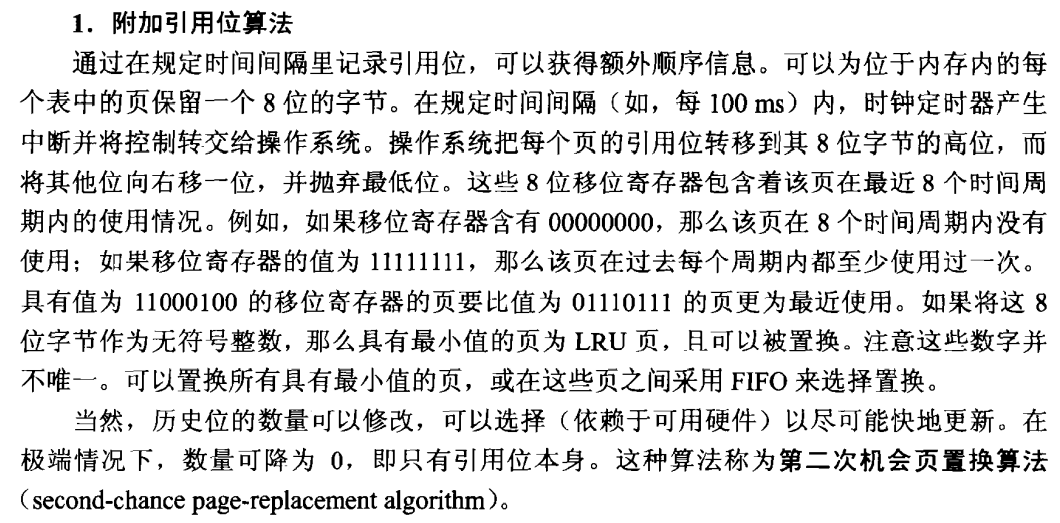 1．附加引用位算法
通过在规定时间间隔里记录引用位，可以获得额外顺序信息。可以为位于内存内的每
个表中的页保留一个 8 位的字节。在规定时间间隔（如，每 100 ms）内，时钟定时器产生
中断并将控制转交给操作系统。操作系统把每个页的引用位转移到其 8 位字节的高位，而
将其他位向右移一位，并抛弃最低位。这些 8 位移位寄存器包含着该页在最近 8 个时间周
期内的使用情况。例如，如果移位寄存器含有 00000000，那么该页在 8 个时间周期内没有
使用；如果移位寄存器的值为 11111111，那么该页在过去每个周期内都至少使用过一次。
具有值为 11000100 的移位寄存器的页要比值为 01110111 的页更为最近使用。如果将这 8
位字节作为无符号整数，那么具有最小值的页为 LRU 页，且可以被置换。注意这些数字并
不唯一。可以置换所有具有最小值的页，或在这些页之间采用 FIFO 来选择置换。
当然，历史位的数量可以修改，可以选择（依赖于可用硬件）以尽可能快地更新。在
极端情况下，数量可降为 0，即只有引用位本身。这种算法称为第二次机会页置换算法
（second-chance page-replacement algorithm）。